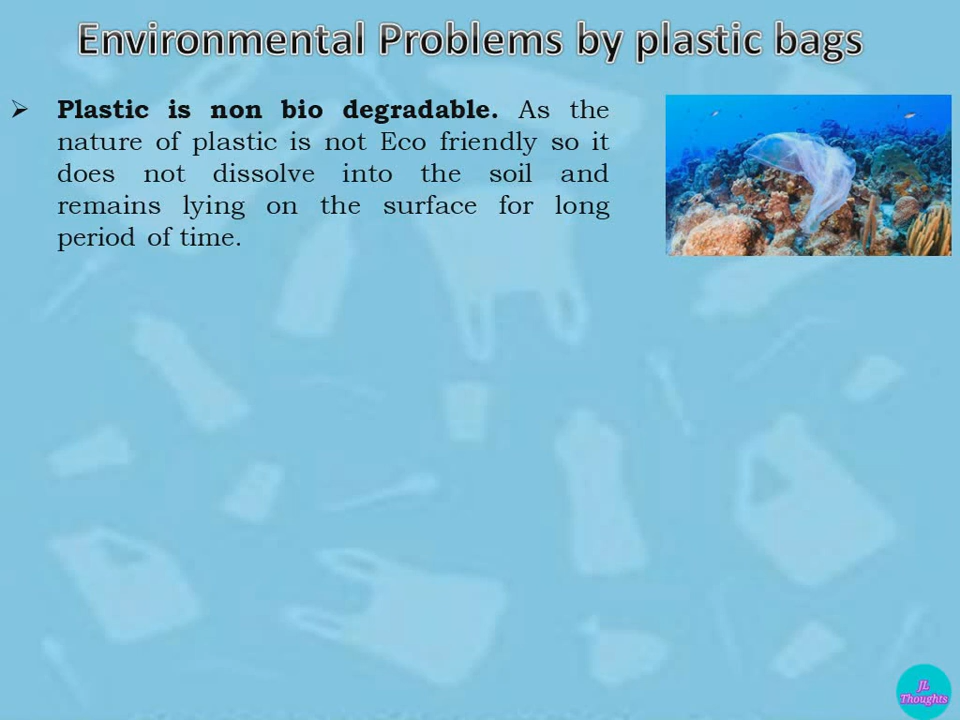 Environmental Problems by plastic bags
➢ Plastic is non bio degradable. As the
nature of plastic is not Eco friendly so it
does not dissolve into the soil and
remains lying on the surface for long
period of time.
JL
Thoughts